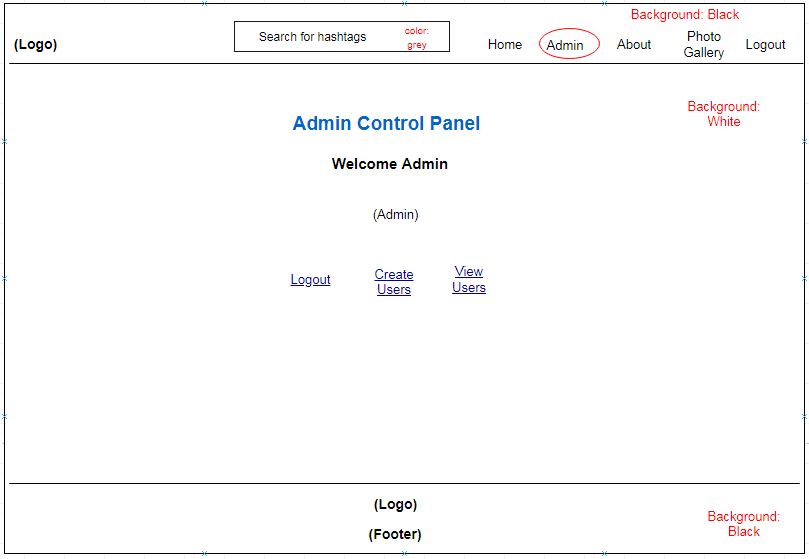 Background: Black
(Logo)
Search for hashtags
color:
grey
Home
Admin
About
Photo
Gallery
Logout
Background:
White
Admin Control Panel
Welcome Admin
(Admin)
Logout
Create
Users
View
Users
(Logo)
(Footer)
Background:
Black